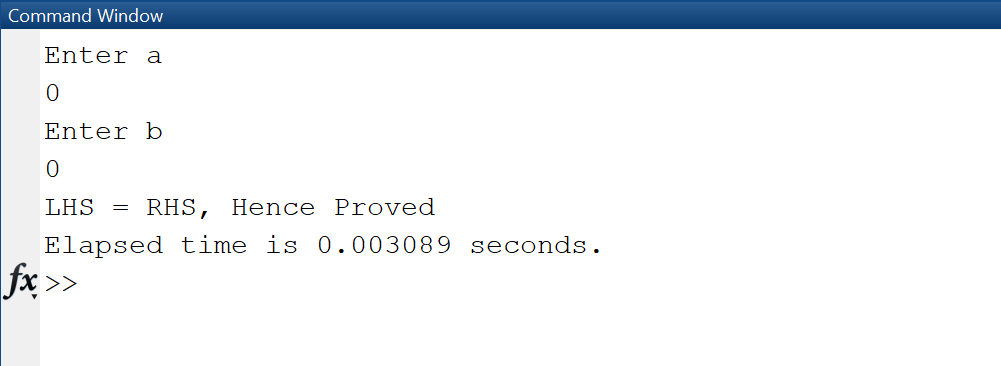 Command Window
Enter a
0
Enter b
0
LHS = RHS, Hence Proved
Elapsed time is 0.003089 seconds.
fx >>